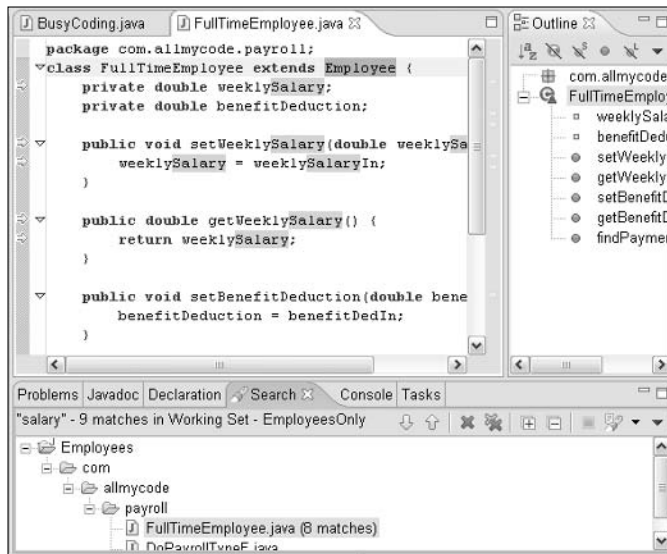 BusyCoding.java
FullTimeEmployee.java
package com.allmycode.payroll;
class FullTimeEmployee extends Employee {
private double weeklySalary;
private double benefitDeduction;
public void setWeeklySalary(double weeklySa
weeklySalary = weeklySalaryIn;
}
public double getWeeklySalary() {
return weeklySalary;
}
public void setBenefitDeduction(double bene
benefitDeduction = benefitDedIn;
}
Outline
com.allmycode
FullTimeEmploy
weeklySala
benefitDedu
setWeekly
getWeekly
setBenefitD
getBenefitD
findPaymen
Problems Javadoc Declaration Search Console Tasks
"salary" - 9 matches in Working Set - EmployeesOnly
Employees
com
allmycode
payroll
FullTimeEmployee.java (8 matches)
DoPayrollTypeF.java